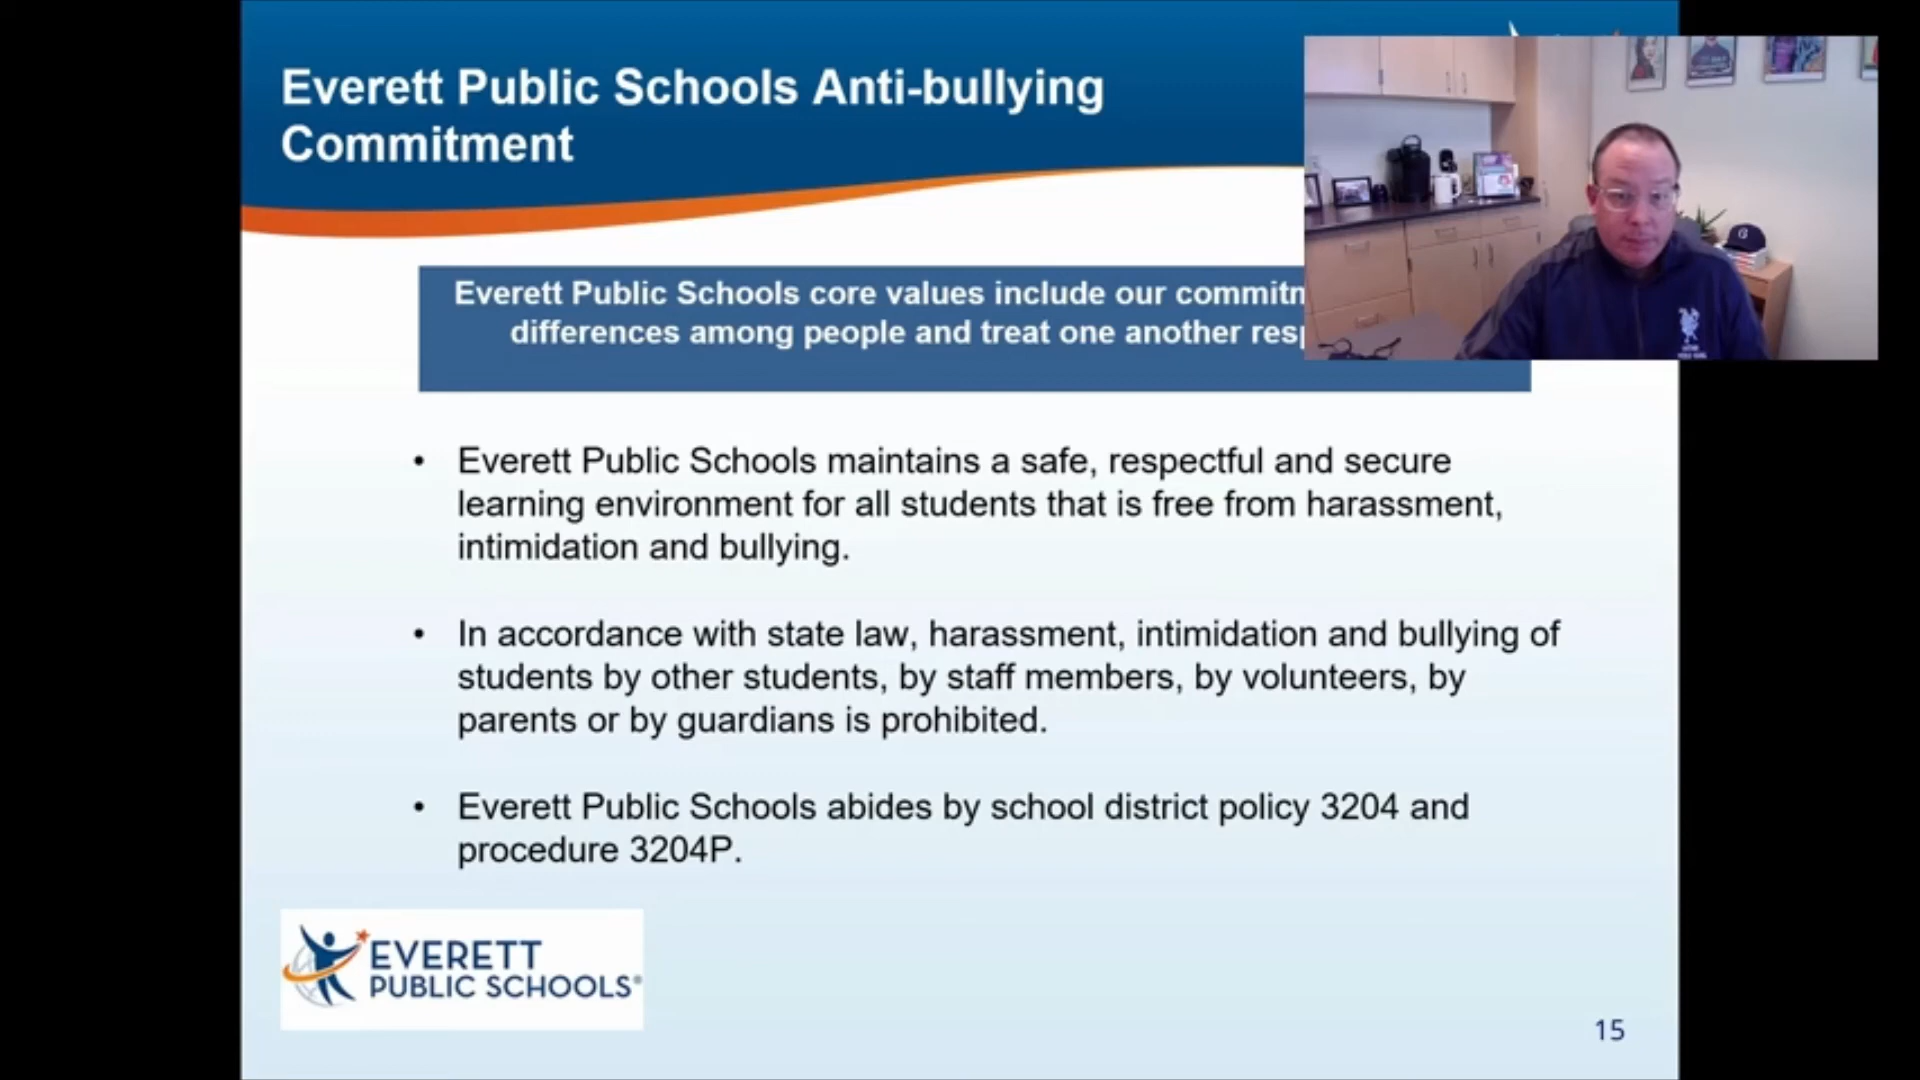 Everett Public Schools Anti-bullying
Commitment
Everett Public Schools core values include our
differences among people and treat one another
• Everett Public Schools maintains a safe, respectful and secure
learning environment for all students that is free from harassment,
intimidation and bullying.
• In accordance with state law, harassment, intimidation and bullying of
students by other students, by staff members, by volunteers, by
parents or by guardians is prohibited.
• Everett Public Schools abides by school district policy 3204 and
procedure 3204P.
EVERETT
PUBLIC SCHOOLS®
15